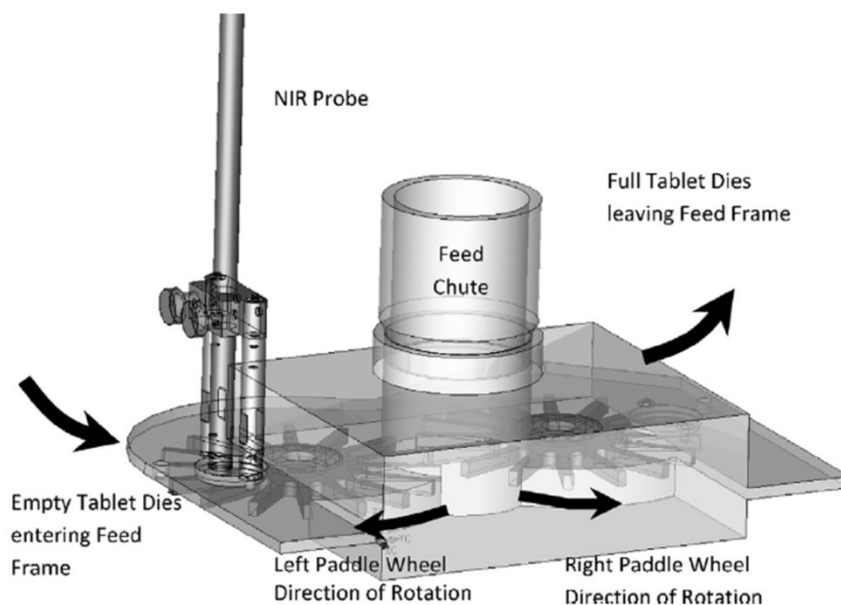 NIR Probe
Full Tablet Dies
leaving Feed Frame
Feed
Chute
Empty Tablet Dies
entering Feed
Frame
Left Paddle Wheel
Direction of Rotation
Right Paddle Wheel
Direction of Rotation